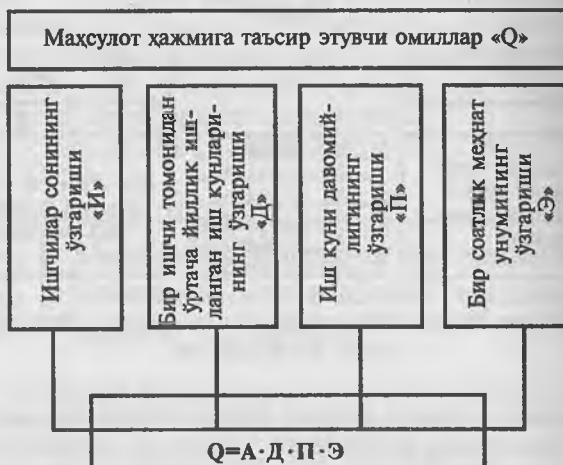 Маҳсулот ҳажмига таъсир этувчи омиллар «Q»
Ишчилар сонининг
ўзгариши
«И»
Бир ишчи томонидан
ўртача йиллик иш-
ланган иш кунлари-
нинг ўзгариши
«Д»
Иш куни давомий-
лигининг
ўзгариши
«П»
Бир соатлик меҳнат
унумининг
ўзгариши
«Э»
Q=А·Д·П·Э